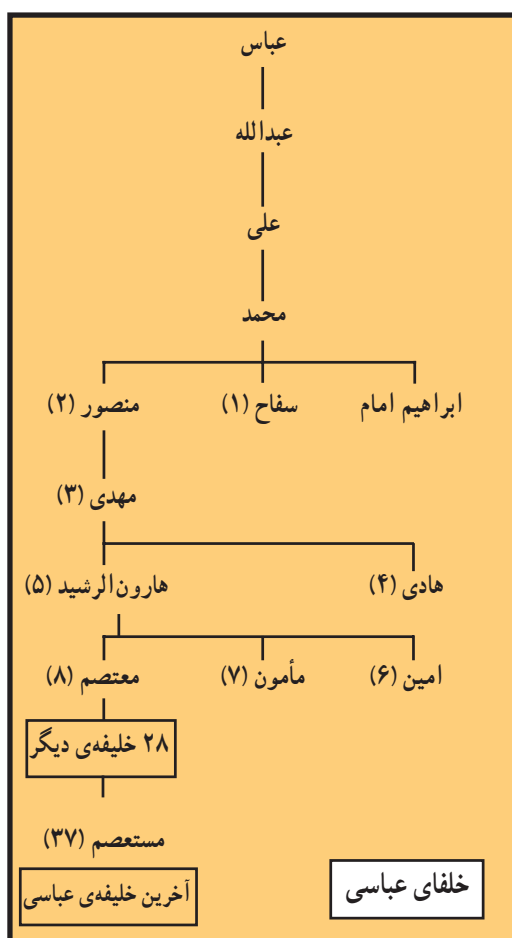 عباس
عبدالله
علی
محمد
ابراهیم امام
سفاح (۱)
منصور (۲)
مهدی (۳)
هادی (۴)
هارون‌الرشید (۵)
امین (۶)
مأمون (۷)
معتصم (۸)
۲۸ خلیفه‌ی دیگر
مستعصم (۳۷)
آخرین خلیفه‌ی عباسی
خلفای عباسی